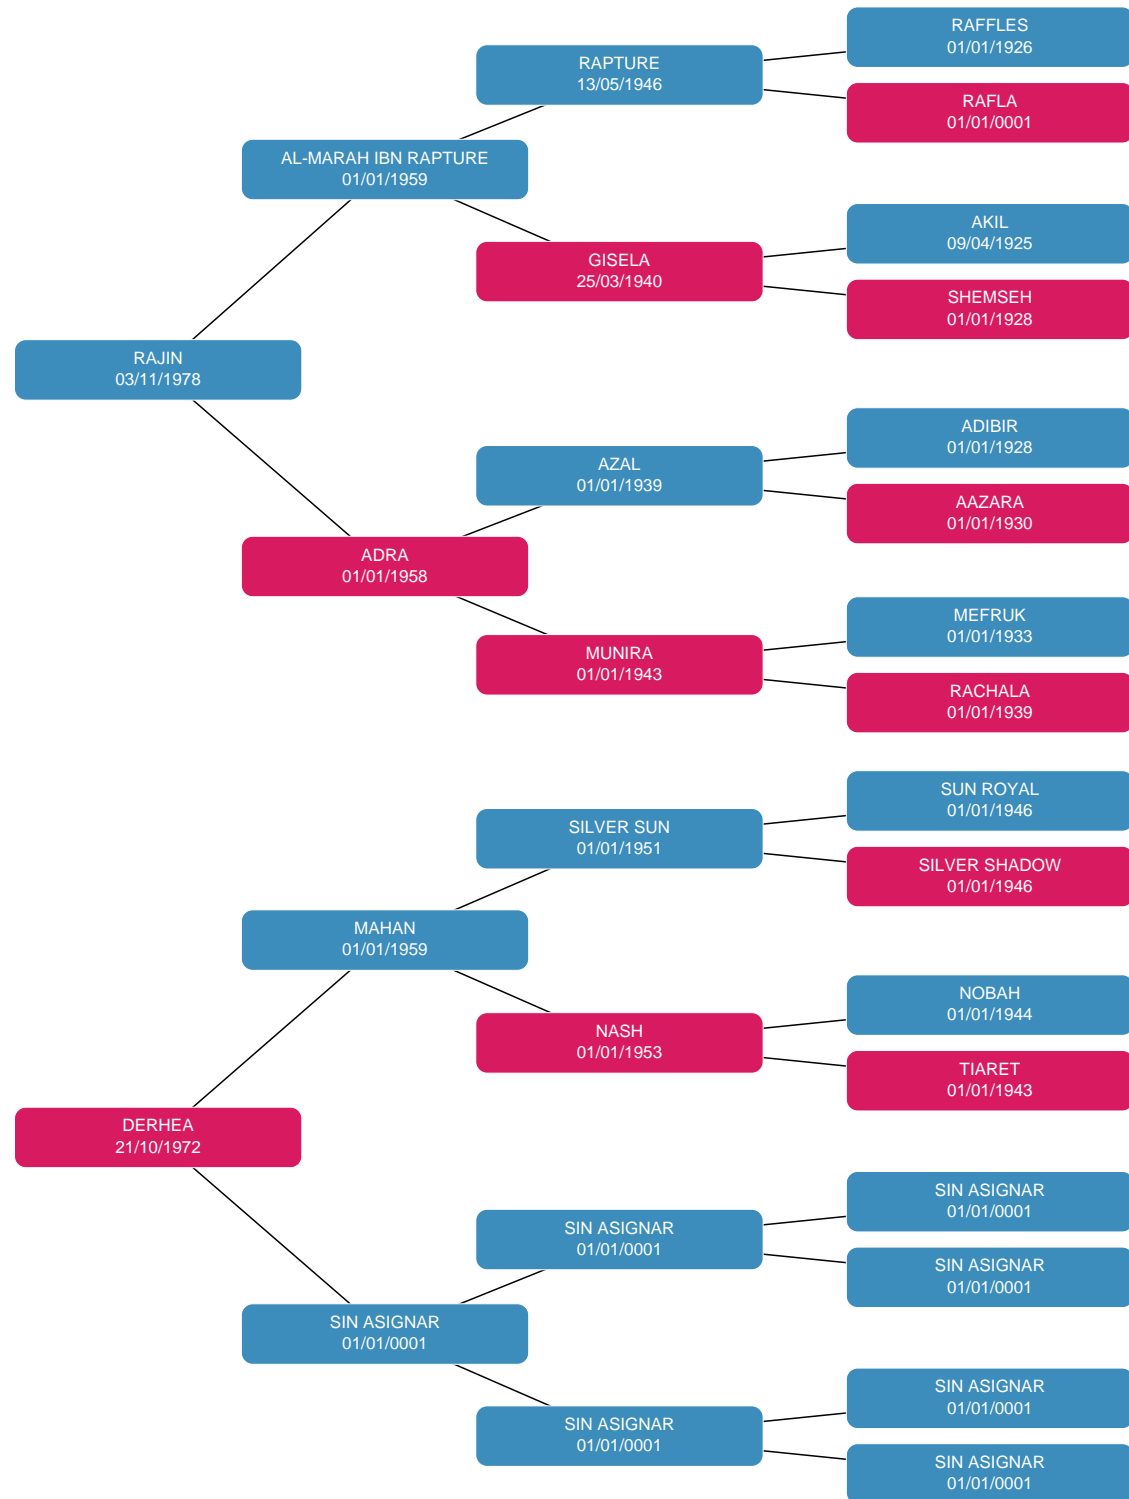 RAFFLES
01/01/1926
RAPTURE
13/05/1946
RAFLA
01/01/0001
AL-MARAH IBN RAPTURE
01/01/1959
AKIL
09/04/1925
GISELA
25/03/1940
SHEMSEH
01/01/1928
RAJIN
03/11/1978
ADIBIR
01/01/1928
AZAL
01/01/1939
AAZARA
01/01/1930
ADRA
01/01/1958
MEFRUK
01/01/1933
MUNIRA
01/01/1943
RACHALA
01/01/1939
SUN ROYAL
01/01/1946
SILVER SUN
01/01/1951
SILVER SHADOW
01/01/1946
MAHAN
01/01/1959
NOBAH
01/01/1944
NASH
01/01/1953
TIARET
01/01/1943
DERHEA
21/10/1972
SIN ASIGNAR
01/01/0001
SIN ASIGNAR
01/01/0001
SIN ASIGNAR
01/01/0001
SIN ASIGNAR
01/01/0001
SIN ASIGNAR
01/01/0001
SIN ASIGNAR
01/01/0001
SIN ASIGNAR
01/01/0001